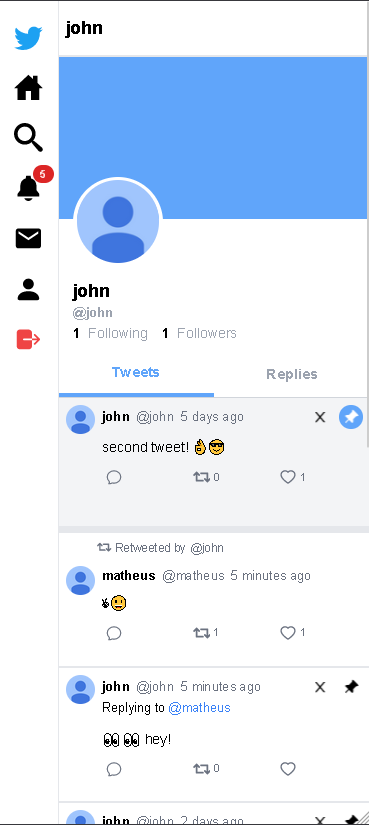 john
5
john
@john
1 Following 1 Followers
Tweets Replies
john @john 5 days ago X
second tweet! 👌😎
0 1
Retweeted by @john
matheus @matheus 5 minutes ago
✌😐
1 1
john @john 5 minutes ago X
Replying to @matheus
👀 👀 hey!
0
john @john 2 days ago X